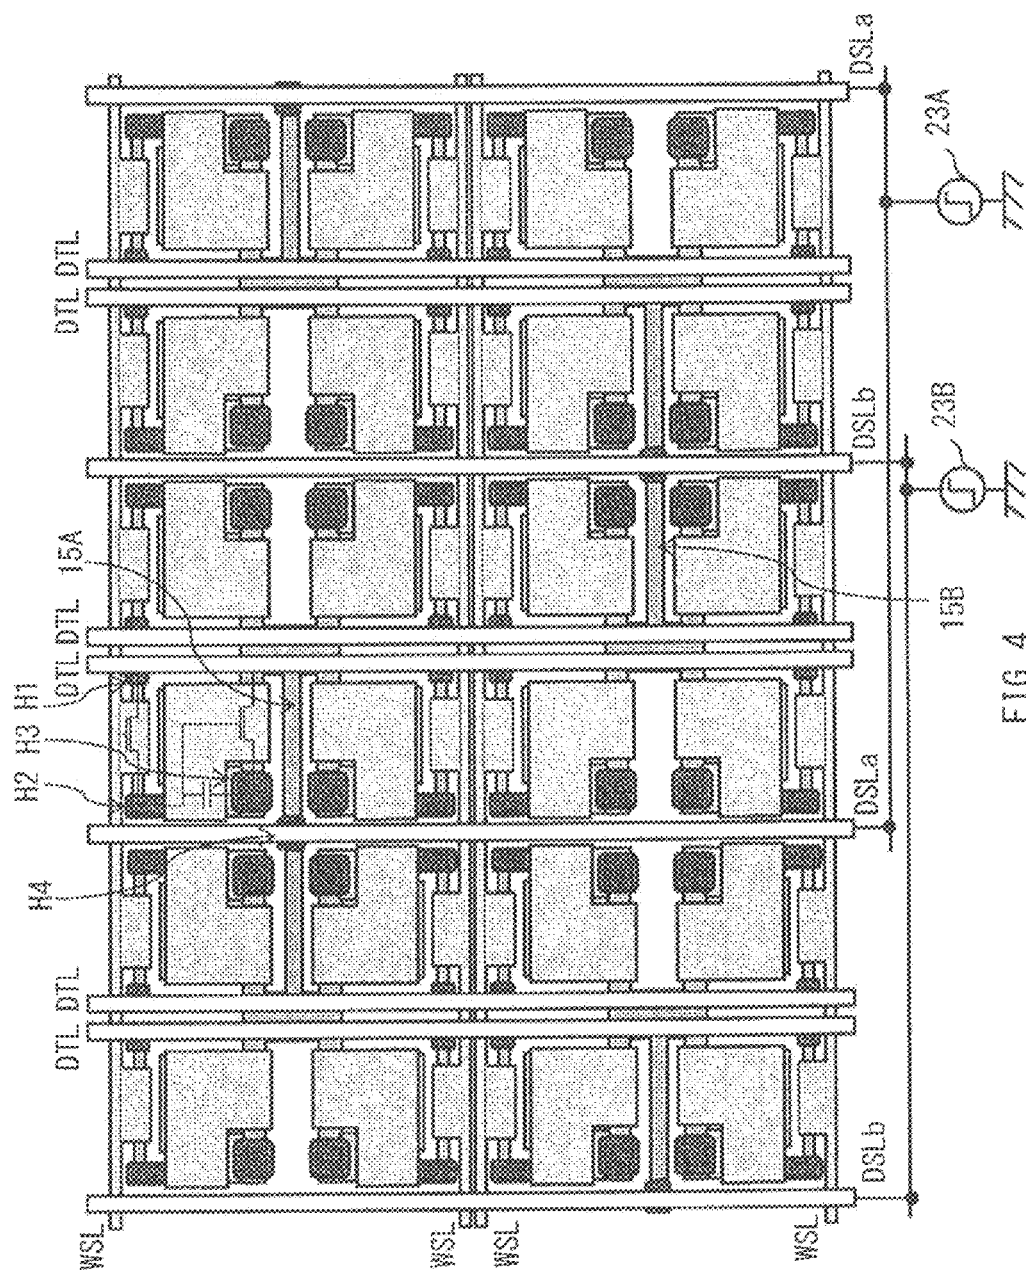 WSL
WSL
WSL
WSL
DTL
DTL
DTL
DTL
DTL
DTL
H1
H2
H3
H4
15A
15B
DSLa
DSLb
DSLa
DSLb
23A
23B
FIG. 4